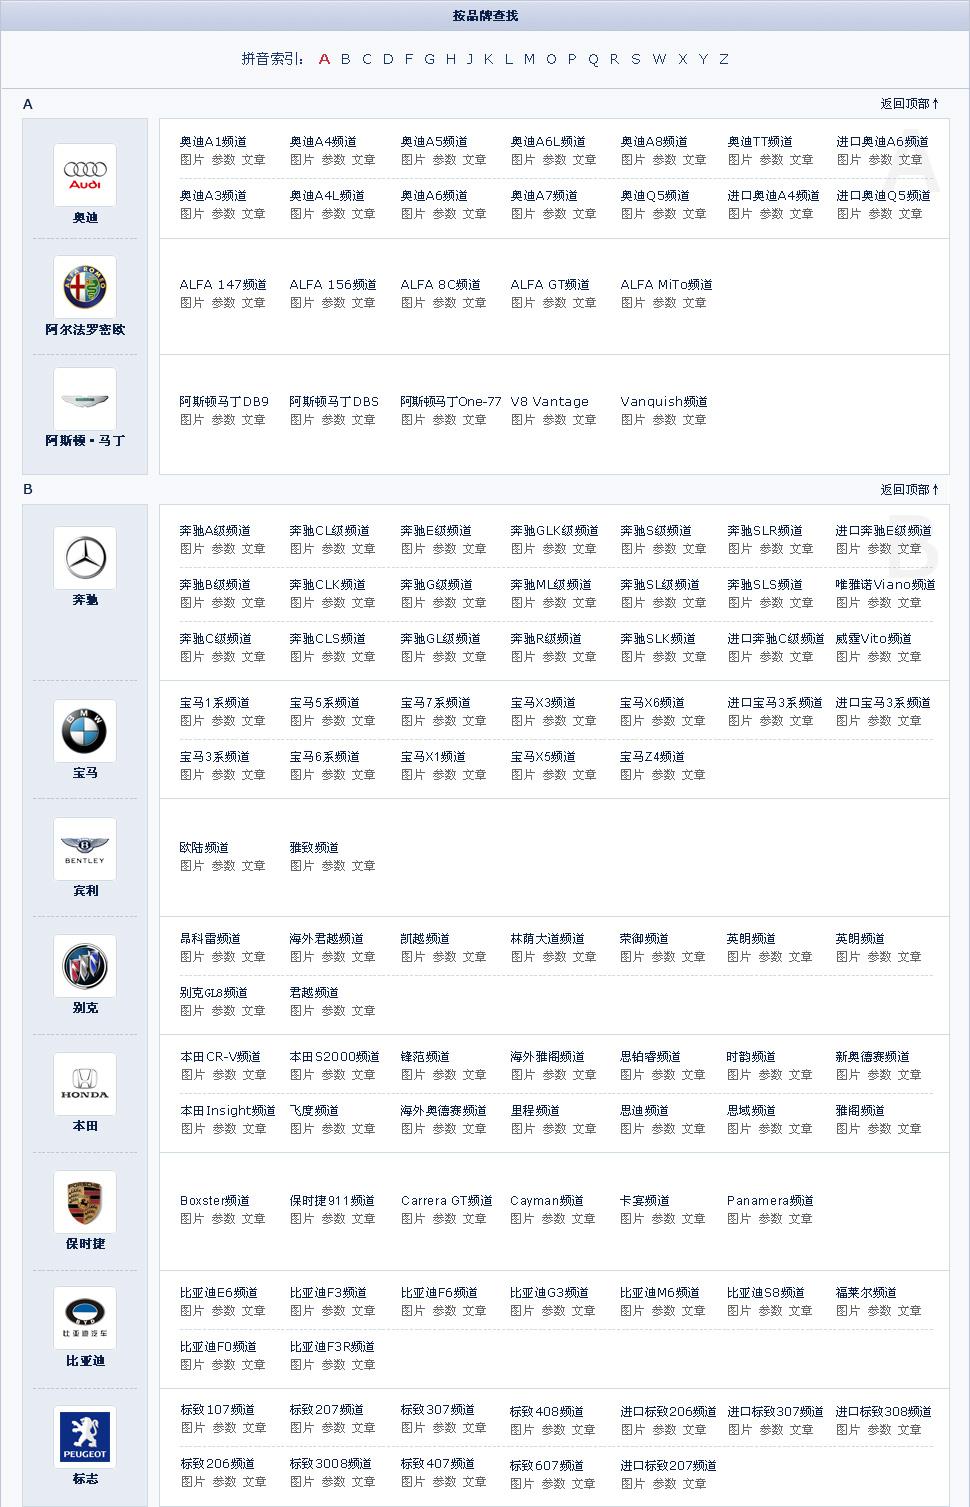 按品牌查找
拼音索引: A B C D F G H J K L M O P Q R S W X Y Z
A 返回顶部↑
Audi
奥迪
奥迪A1频道 奥迪A4频道 奥迪A5频道 奥迪A6L频道 奥迪A8频道 奥迪TT频道 进口奥迪A6频道
图片 参数 文章 图片 参数 文章 图片 参数 文章 图片 参数 文章 图片 参数 文章 图片 参数 文章 图片 参数 文章
奥迪A3频道 奥迪A4L频道 奥迪A6频道 奥迪A7频道 奥迪Q5频道 进口奥迪A4频道 进口奥迪Q5频道
图片 参数 文章 图片 参数 文章 图片 参数 文章 图片 参数 文章 图片 参数 文章 图片 参数 文章 图片 参数 文章
A
ALFA ROMEO
阿尔法罗密欧
ALFA 147频道 ALFA 156频道 ALFA 8C频道 ALFA GT频道 ALFA MiTo频道
图片 参数 文章 图片 参数 文章 图片 参数 文章 图片 参数 文章 图片 参数 文章
阿斯顿·马丁
阿斯顿马丁DB9 阿斯顿马丁DBS 阿斯顿马丁One-77 V8 Vantage Vanquish频道
图片 参数 文章 图片 参数 文章 图片 参数 文章 图片 参数 文章 图片 参数 文章
B 返回顶部↑
奔驰
奔驰A级频道 奔驰CL级频道 奔驰E级频道 奔驰GLK级频道 奔驰S级频道 奔驰SLR频道 进口奔驰E级频道
图片 参数 文章 图片 参数 文章 图片 参数 文章 图片 参数 文章 图片 参数 文章 图片 参数 文章 图片 参数 文章
奔驰B级频道 奔驰CLK频道 奔驰G级频道 奔驰ML级频道 奔驰SL级频道 奔驰SLS频道 唯雅诺Viano频道
图片 参数 文章 图片 参数 文章 图片 参数 文章 图片 参数 文章 图片 参数 文章 图片 参数 文章 图片 参数 文章
奔驰C级频道 奔驰CLS频道 奔驰GL级频道 奔驰R级频道 奔驰SLK频道 进口奔驰C级频道 威霆Vito频道
图片 参数 文章 图片 参数 文章 图片 参数 文章 图片 参数 文章 图片 参数 文章 图片 参数 文章 图片 参数 文章
B
BMW
宝马
宝马1系频道 宝马5系频道 宝马7系频道 宝马X3频道 宝马X6频道 进口宝马3系频道 进口宝马3系频道
图片 参数 文章 图片 参数 文章 图片 参数 文章 图片 参数 文章 图片 参数 文章 图片 参数 文章 图片 参数 文章
宝马3系频道 宝马6系频道 宝马X1频道 宝马X5频道 宝马Z4频道
图片 参数 文章 图片 参数 文章 图片 参数 文章 图片 参数 文章 图片 参数 文章
B
BENTLEY
宾利
欧陆频道 雅致频道
图片 参数 文章 图片 参数 文章
别克
昂科雷频道 海外君越频道 凯越频道 林荫大道频道 荣御频道 英朗频道 英朗频道
图片 参数 文章 图片 参数 文章 图片 参数 文章 图片 参数 文章 图片 参数 文章 图片 参数 文章 图片 参数 文章
别克GL8频道 君越频道
图片 参数 文章 图片 参数 文章
HONDA
本田
本田CR-V频道 本田S2000频道 锋范频道 海外雅阁频道 思铂睿频道 时韵频道 新奥德赛频道
图片 参数 文章 图片 参数 文章 图片 参数 文章 图片 参数 文章 图片 参数 文章 图片 参数 文章 图片 参数 文章
本田Insight频道 飞度频道 海外奥德赛频道 里程频道 思迪频道 思域频道 雅阁频道
图片 参数 文章 图片 参数 文章 图片 参数 文章 图片 参数 文章 图片 参数 文章 图片 参数 文章 图片 参数 文章
PORSCHE
保时捷
Boxster频道 保时捷911频道 Carrera GT频道 Cayman频道 卡宴频道 Panamera频道
图片 参数 文章 图片 参数 文章 图片 参数 文章 图片 参数 文章 图片 参数 文章 图片 参数 文章
BYD
比亚迪汽车
比亚迪
比亚迪E6频道 比亚迪F3频道 比亚迪F6频道 比亚迪G3频道 比亚迪M6频道 比亚迪S8频道 福莱尔频道
图片 参数 文章 图片 参数 文章 图片 参数 文章 图片 参数 文章 图片 参数 文章 图片 参数 文章 图片 参数 文章
比亚迪F0频道 比亚迪F3R频道
图片 参数 文章 图片 参数 文章
PEUGEOT
标志
标致107频道 标致207频道 标致307频道 标致408频道 进口标致206频道 进口标致307频道 进口标致308频道
图片 参数 文章 图片 参数 文章 图片 参数 文章 图片 参数 文章 图片 参数 文章 图片 参数 文章 图片 参数 文章
标致206频道 标致3008频道 标致407频道 标致607频道 进口标致207频道
图片 参数 文章 图片 参数 文章 图片 参数 文章 图片 参数 文章 图片 参数 文章